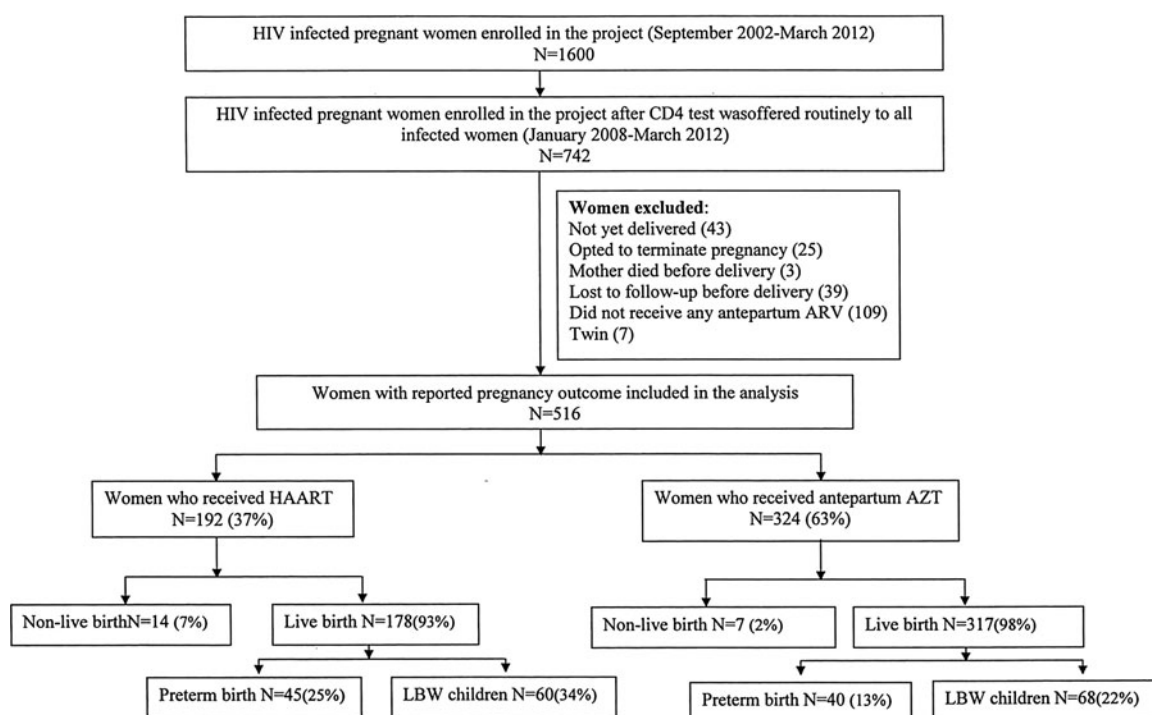 HIV infected pregnant women enrolled in the project (September 2002-March 2012)
N=1600
HIV infected pregnant women enrolled in the project after CD4 test wasoffered routinely to all
infected women (January 2008-March 2012)
N=742
Women excluded:
Not yet delivered (43)
Opted to terminate pregnancy (25)
Mother died before delivery (3)
Lost to follow-up before delivery (39)
Did not receive any antepartum ARV (109)
Twin (7)
Women with reported pregnancy outcome included in the analysis
N=516
Women who received HAART
N=192 (37%)
Women who received antepartum AZT
N=324 (63%)
Non-live birthN=14 (7%)
Live birth N=178(93%)
Non-live birth N=7 (2%)
Live birth N=317(98%)
Preterm birth N=45(25%)
LBW children N=60(34%)
Preterm birth N=40 (13%)
LBW children N=68(22%)